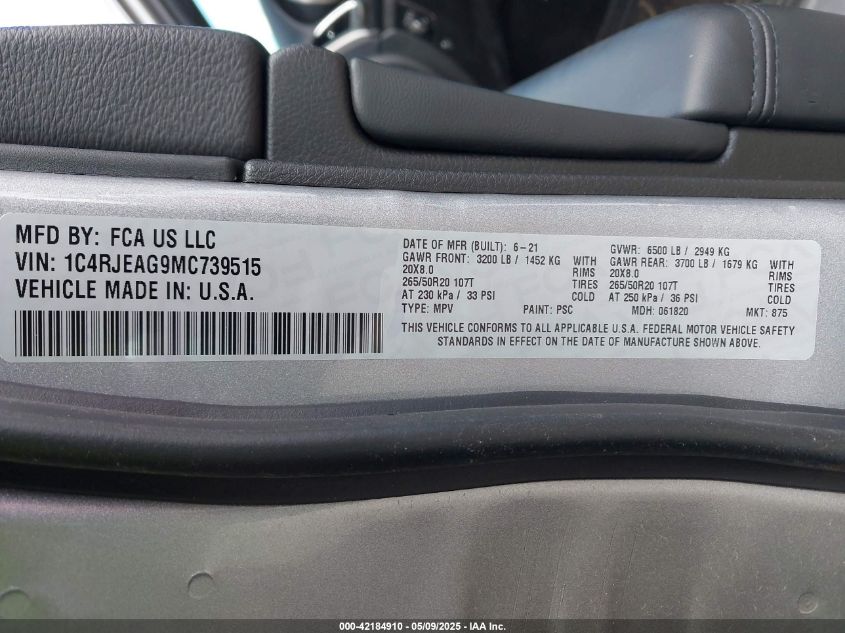 MFD BY: FCA US LLC
VIN: 1C4RJEAG9MC739515
VEHICLE MADE IN: U.S.A.
DATE OF MFR (BUILT): 6-21 GVWR: 6500 LB / 2949 KG
GAWR FRONT: 3200 LB / 1452 KG WITH GAWR REAR: 3700 LB / 1679 KG WITH
20X8.0 RIMS 20X8.0 RIMS
265/50R20 107T TIRES 265/50R20 107T TIRES
AT 230 kPa / 33 PSI COLD AT 250 kPa / 36 PSI COLD
TYPE: MPV PAINT: PSC MDH: 061820 MKT: 875
THIS VEHICLE CONFORMS TO ALL APPLICABLE U.S.A. FEDERAL MOTOR VEHICLE SAFETY
STANDARDS IN EFFECT ON THE DATE OF MANUFACTURE SHOWN ABOVE.
000-42184910 - 05/09/2025 - IAA Inc.